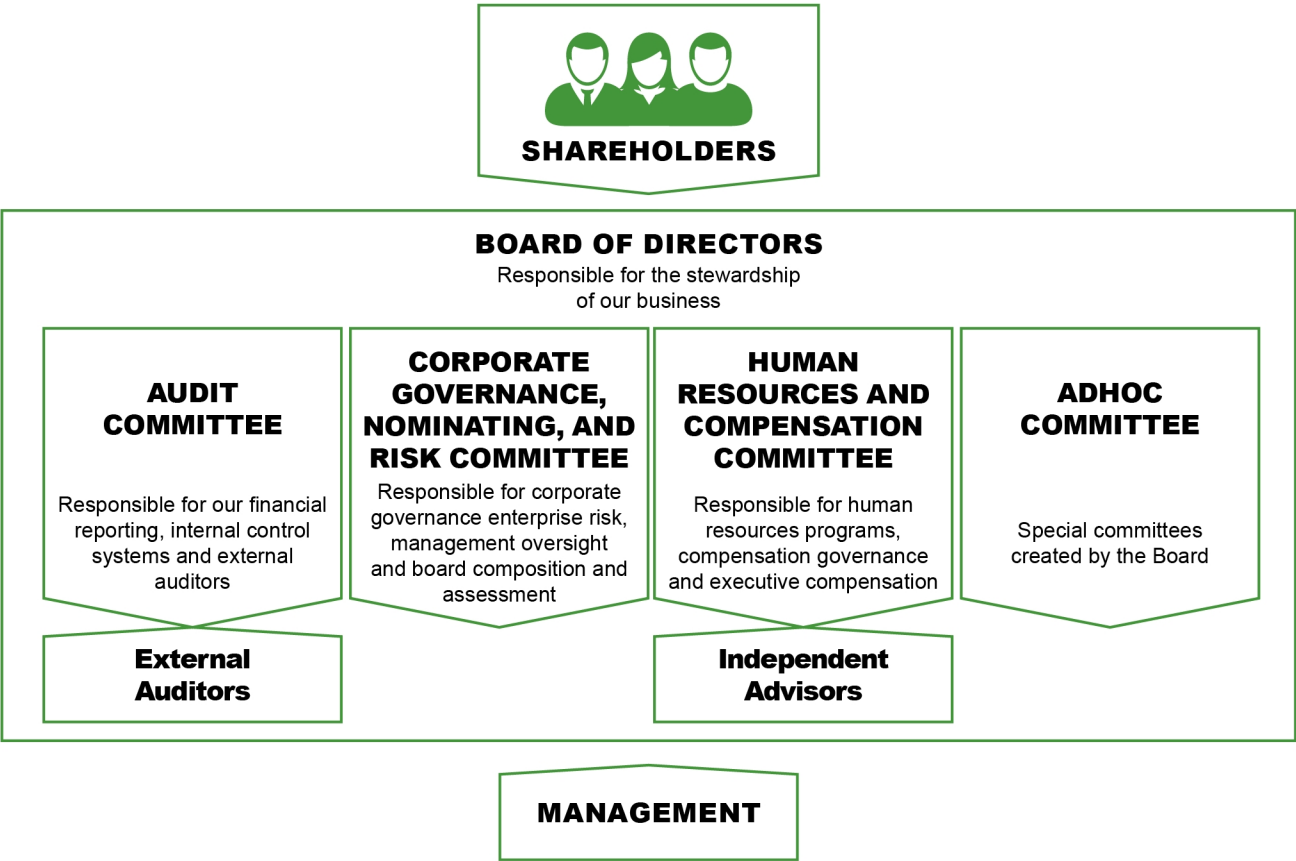 SHAREHOLDERS
BOARD OF DIRECTORS
Responsible for the stewardship
of our business
AUDIT
COMMITTEE
Responsible for our financial
reporting, internal control
systems and external
auditors
CORPORATE
GOVERNANCE,
NOMINATING, AND
RISK COMMITTEE
Responsible for corporate
governance enterprise risk,
management oversight
and board composition and
assessment
HUMAN
RESOURCES AND
COMPENSATION
COMMITTEE
Responsible for human
resources programs,
compensation governance
and executive compensation
ADHOC
COMMITTEE
Special committees
created by the Board
External
Auditors
Independent
Advisors
MANAGEMENT